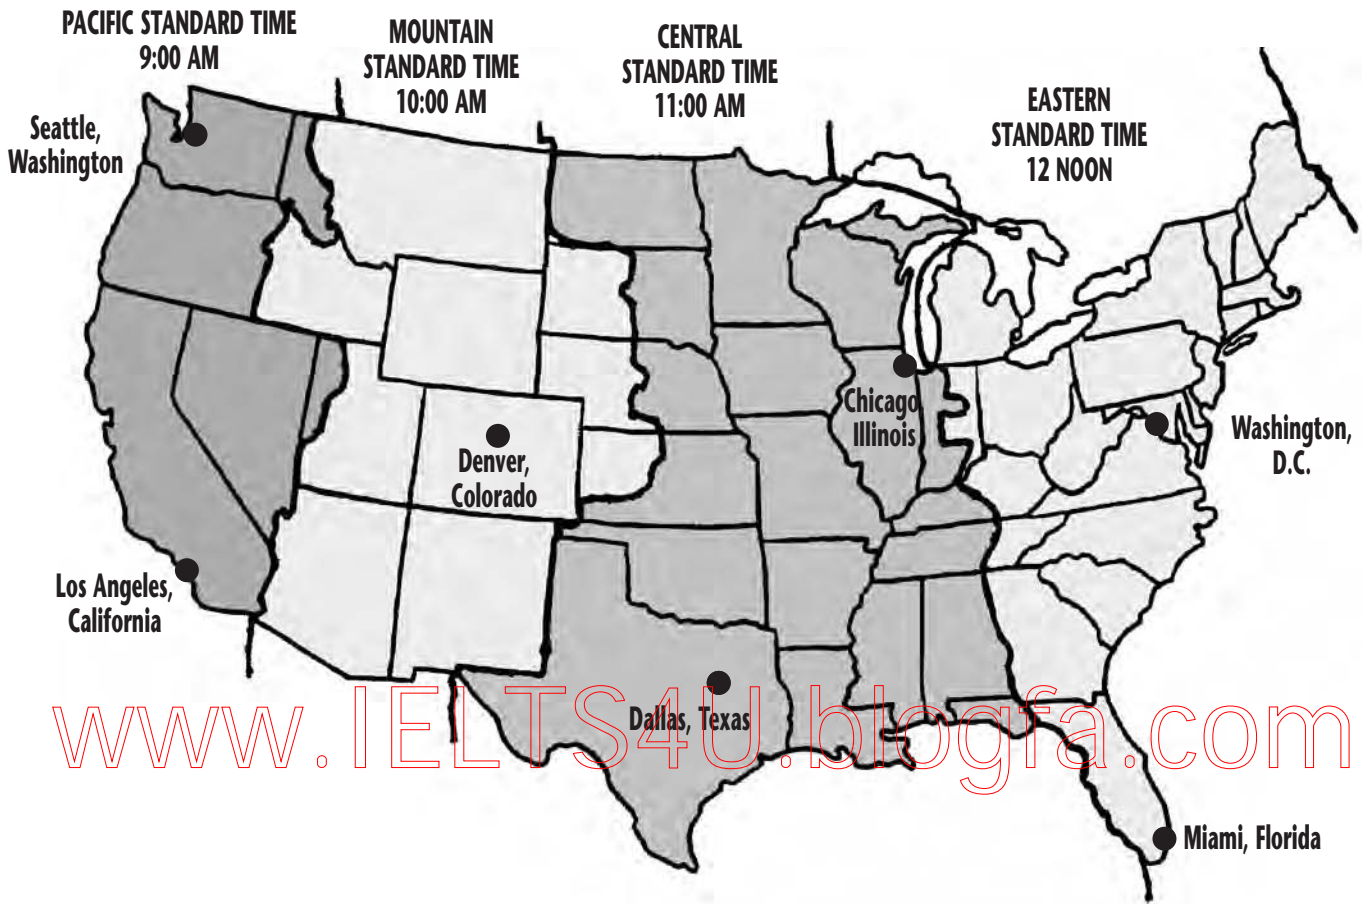 PACIFIC STANDARD TIME
9:00 AM
MOUNTAIN
STANDARD TIME
10:00 AM
CENTRAL
STANDARD TIME
11:00 AM
EASTERN
STANDARD TIME
12 NOON
Seattle,
Washington
Chicago
Illinois
Washington,
D.C.
Denver,
Colorado
Los Angeles,
California
Dallas, Texas
www.IELTS4U.blogfa.com
Miami, Florida